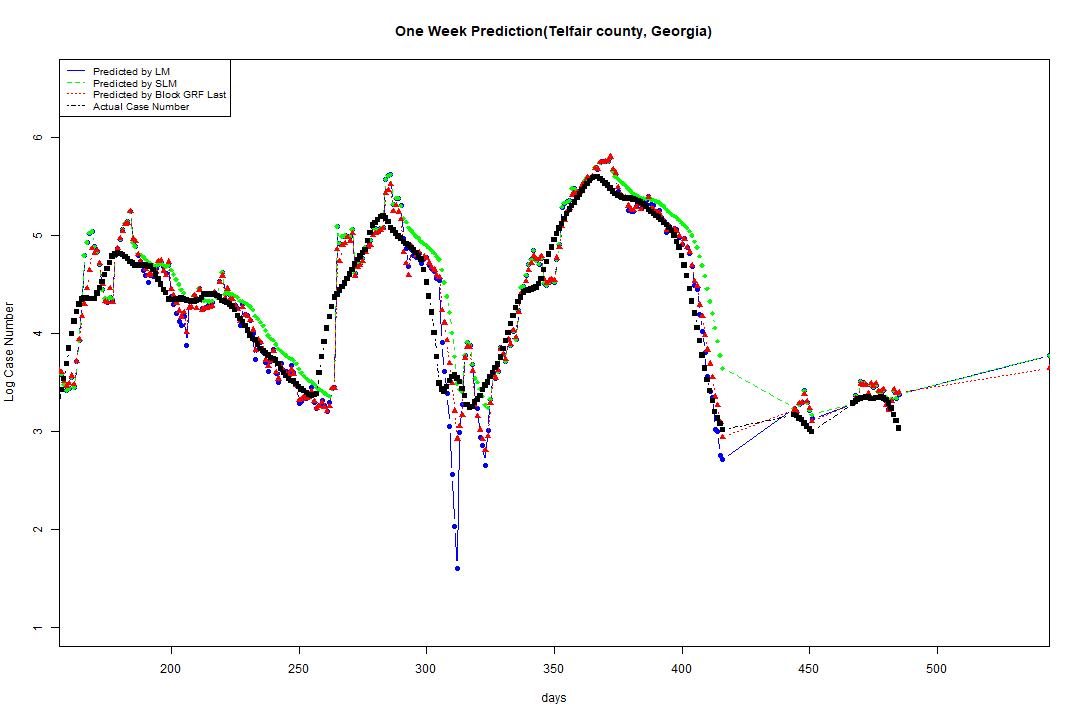 One Week Prediction(Telfair county, Georgia)
Predicted by LM
Predicted by SLM
Predicted by Block GRF Last
Actual Case Number
Log Case Number
6
5
4
3
2
1
200 250 300 350 400 450 500
days